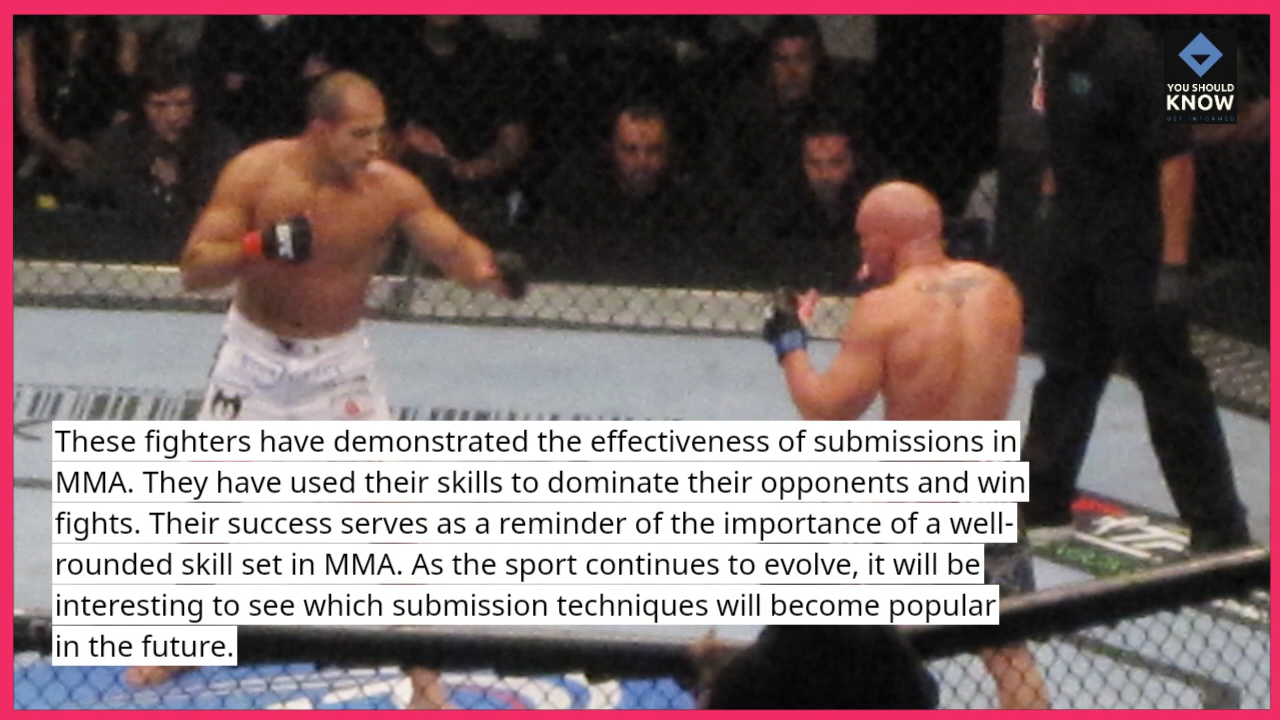 YOU SHOULD
KNOW
GET INFORMED
These fighters have demonstrated the effectiveness of submissions in
MMA. They have used their skills to dominate their opponents and win
fights. Their success serves as a reminder of the importance of a well-
rounded skill set in MMA. As the sport continues to evolve, it will be
interesting to see which submission techniques will become popular
in the future.